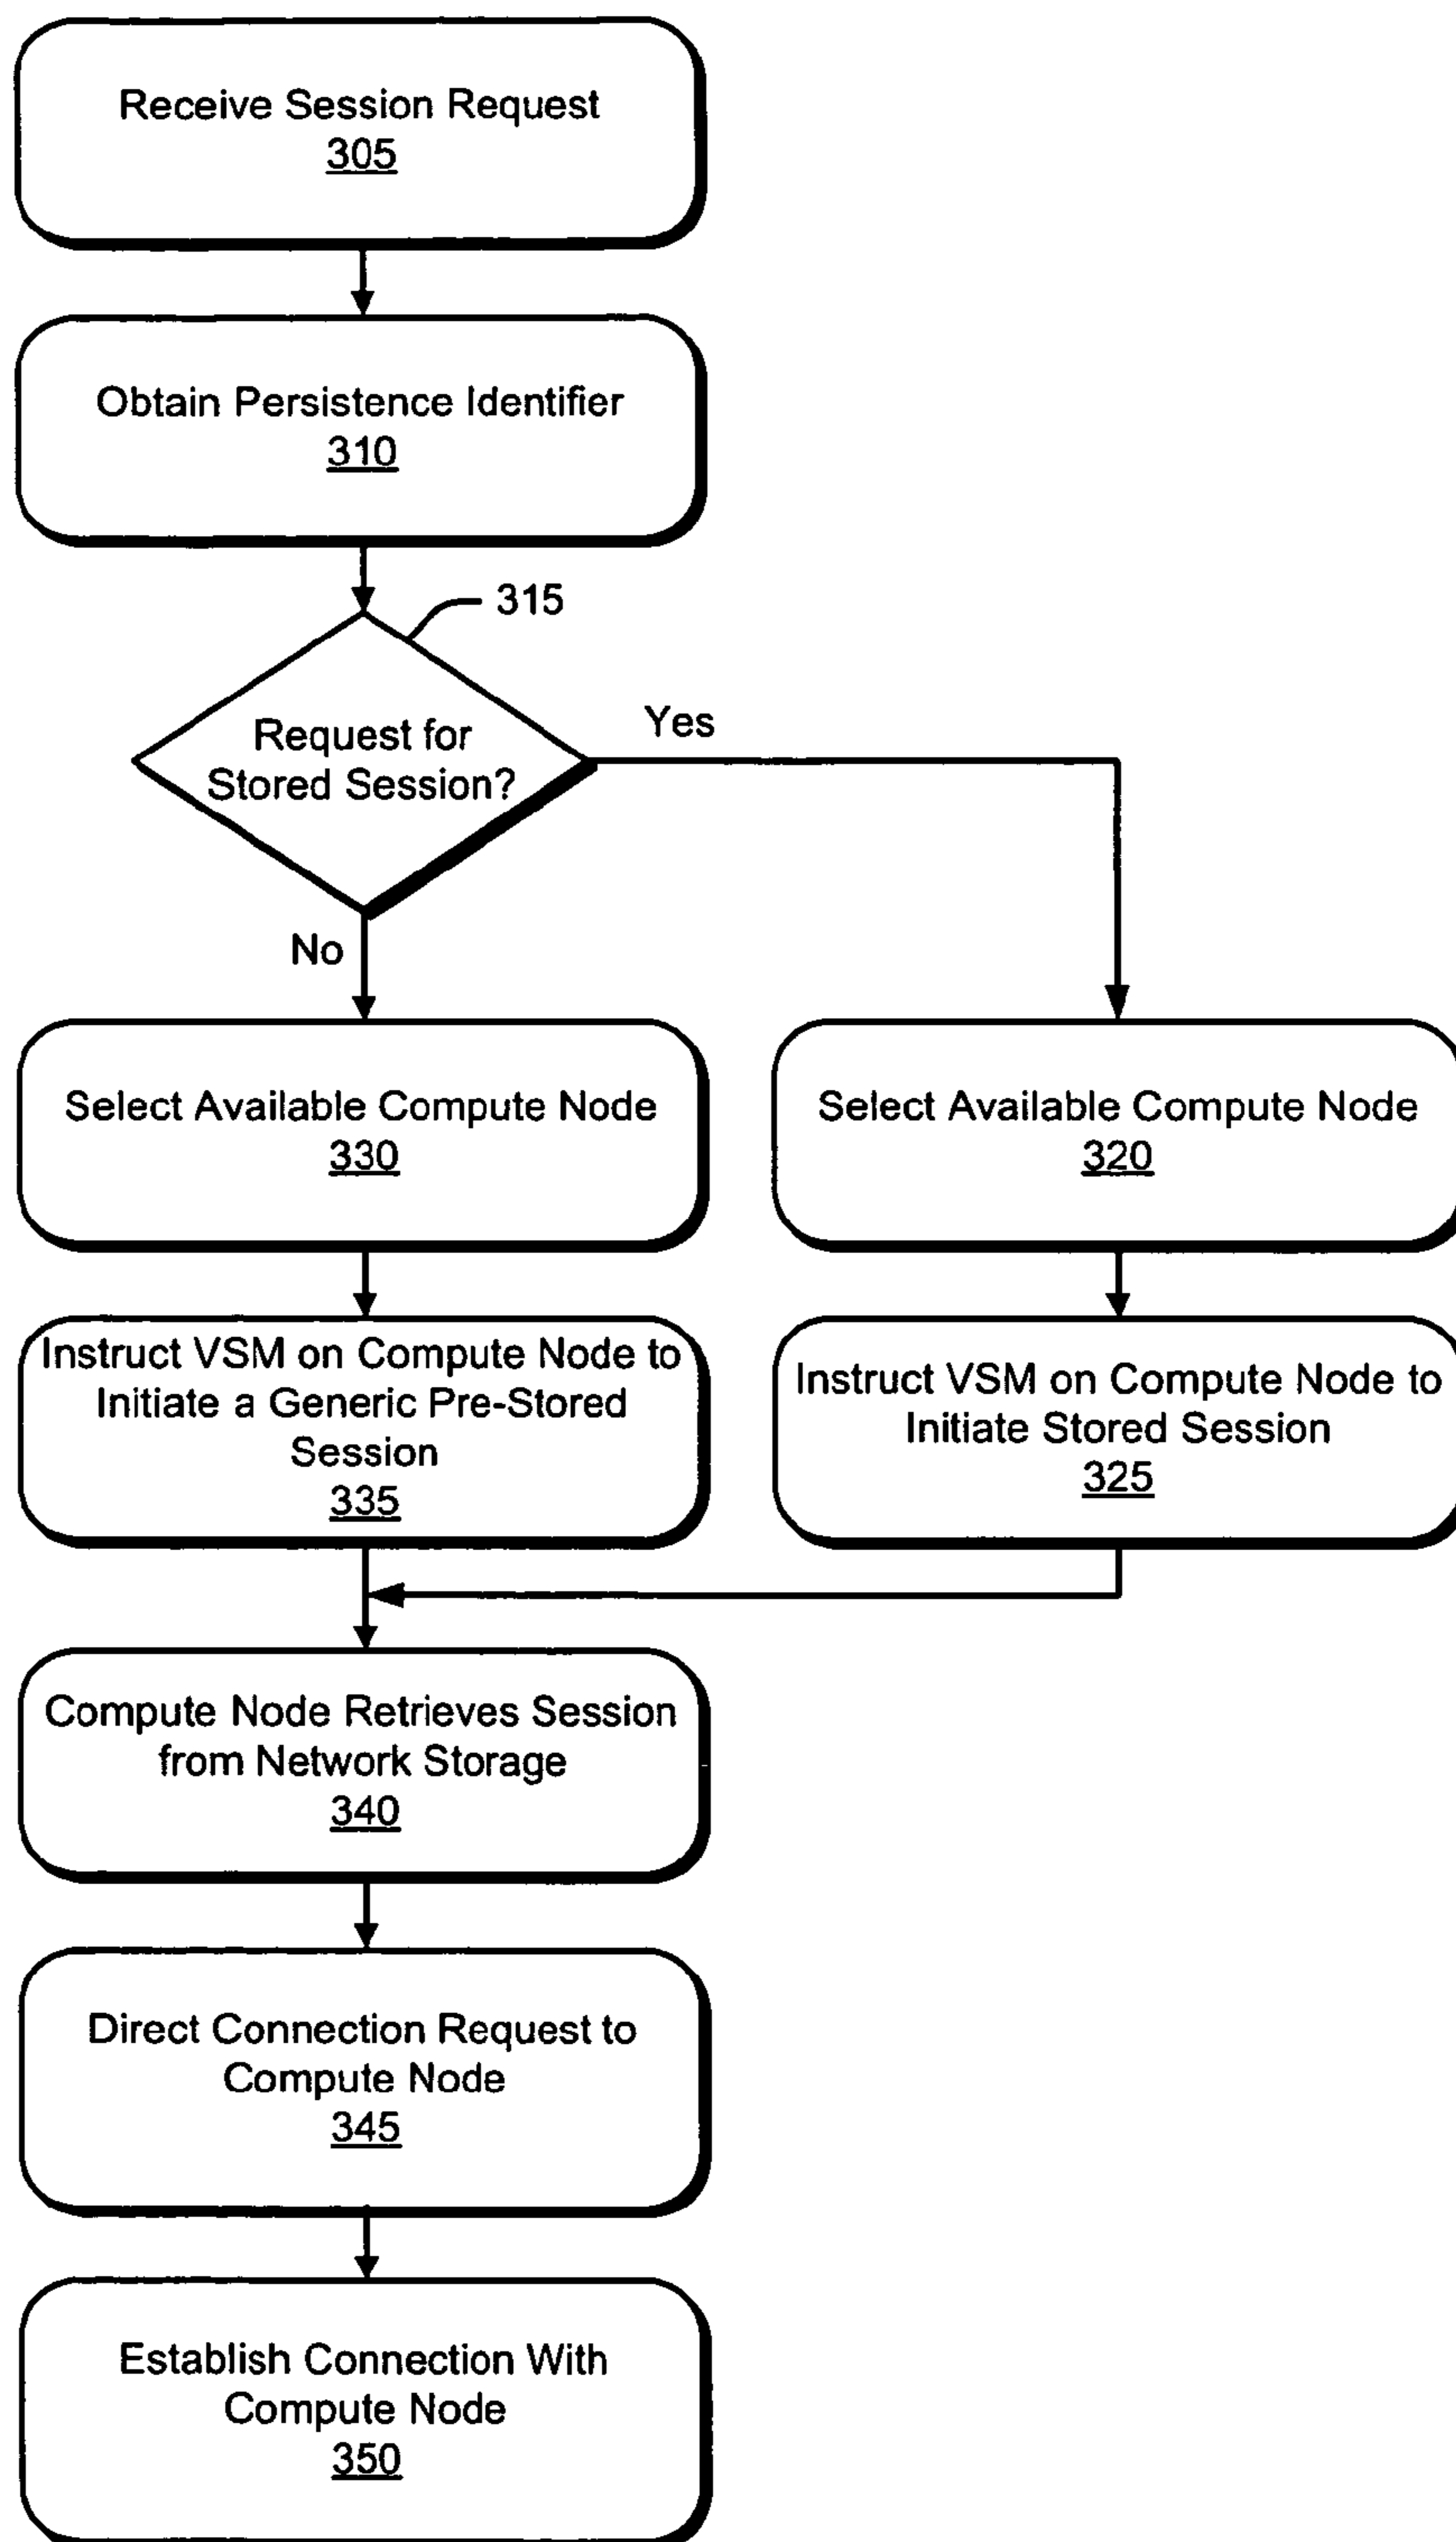 Receive Session Request
305
Obtain Persistence Identifier
310
315
Request for
Stored Session?
Yes
No
Select Available Compute Node
330
Select Available Compute Node
320
Instruct VSM on Compute Node to
Initiate a Generic Pre-Stored
Session
335
Instruct VSM on Compute Node to
Initiate Stored Session
325
Compute Node Retrieves Session
from Network Storage
340
Direct Connection Request to
Compute Node
345
Establish Connection With
Compute Node
350